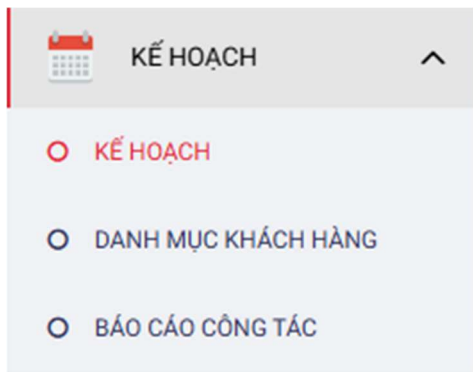 KẾ HOẠCH
KẾ HOẠCH
DANH MỤC KHÁCH HÀNG
BÁO CÁO CÔNG TÁC